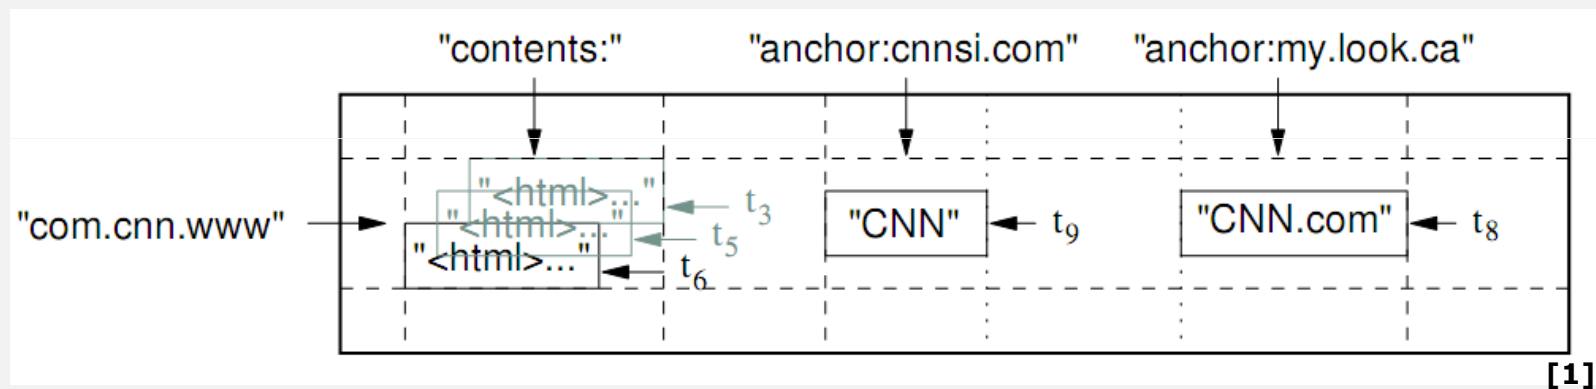 "contents:" "anchor:cnnsi.com" "anchor:my.look.ca"
"<html>..." t3
"com.cnn.www" "<html>..." t5 "CNN" t9 "CNN.com" t8
"<html>..." t6
[1]